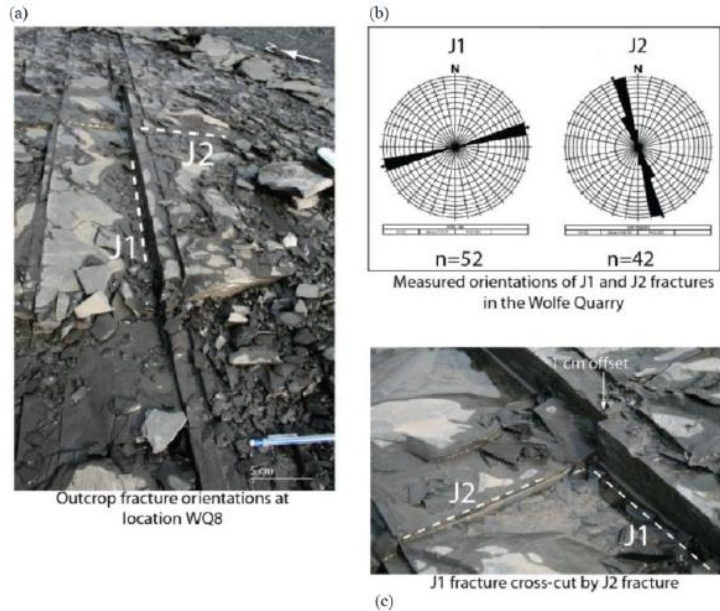 (a)
J2
J1
5 cm
Outcrop fracture orientations at
location WQ8
(b)
J1
J2
N
N
n=52
n=42
Measured orientations of J1 and J2 fractures
in the Wolfe Quarry
1 cm offset
J2
J1
J1 fracture cross-cut by J2 fracture
(c)